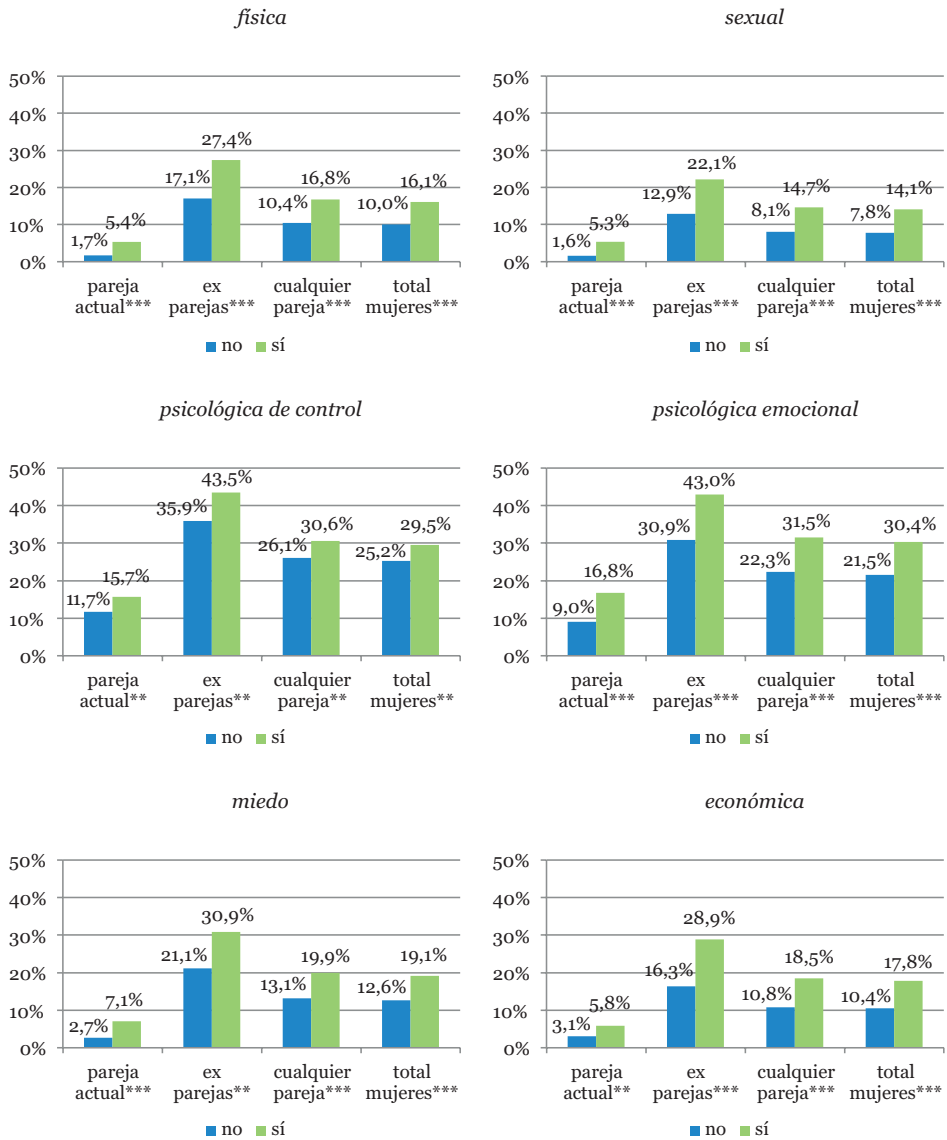 física
50%
40%
30%
20%
10%
0%
1,7%
5,4%
17,1%
27,4%
10,4%
16,8%
10,0%
16,1%
pareja actual***
ex parejas***
cualquier pareja***
total mujeres***
no sí
sexual
50%
40%
30%
20%
10%
0%
1,6%
5,3%
12,9%
22,1%
8,1%
14,7%
7,8%
14,1%
pareja actual***
ex parejas***
cualquier pareja***
total mujeres***
no sí
psicológica de control
50%
40%
30%
20%
10%
0%
11,7%
15,7%
35,9%
43,5%
26,1%
30,6%
25,2%
29,5%
pareja actual**
ex parejas**
cualquier pareja**
total mujeres**
no sí
psicológica emocional
50%
40%
30%
20%
10%
0%
9,0%
16,8%
30,9%
43,0%
22,3%
31,5%
21,5%
30,4%
pareja actual***
ex parejas***
cualquier pareja***
total mujeres***
no sí
miedo
50%
40%
30%
20%
10%
0%
2,7%
7,1%
21,1%
30,9%
13,1%
19,9%
12,6%
19,1%
pareja actual***
ex parejas**
cualquier pareja***
total mujeres***
no sí
económica
50%
40%
30%
20%
10%
0%
3,1%
5,8%
16,3%
28,9%
10,8%
18,5%
10,4%
17,8%
pareja actual**
ex parejas***
cualquier pareja***
total mujeres***
no sí